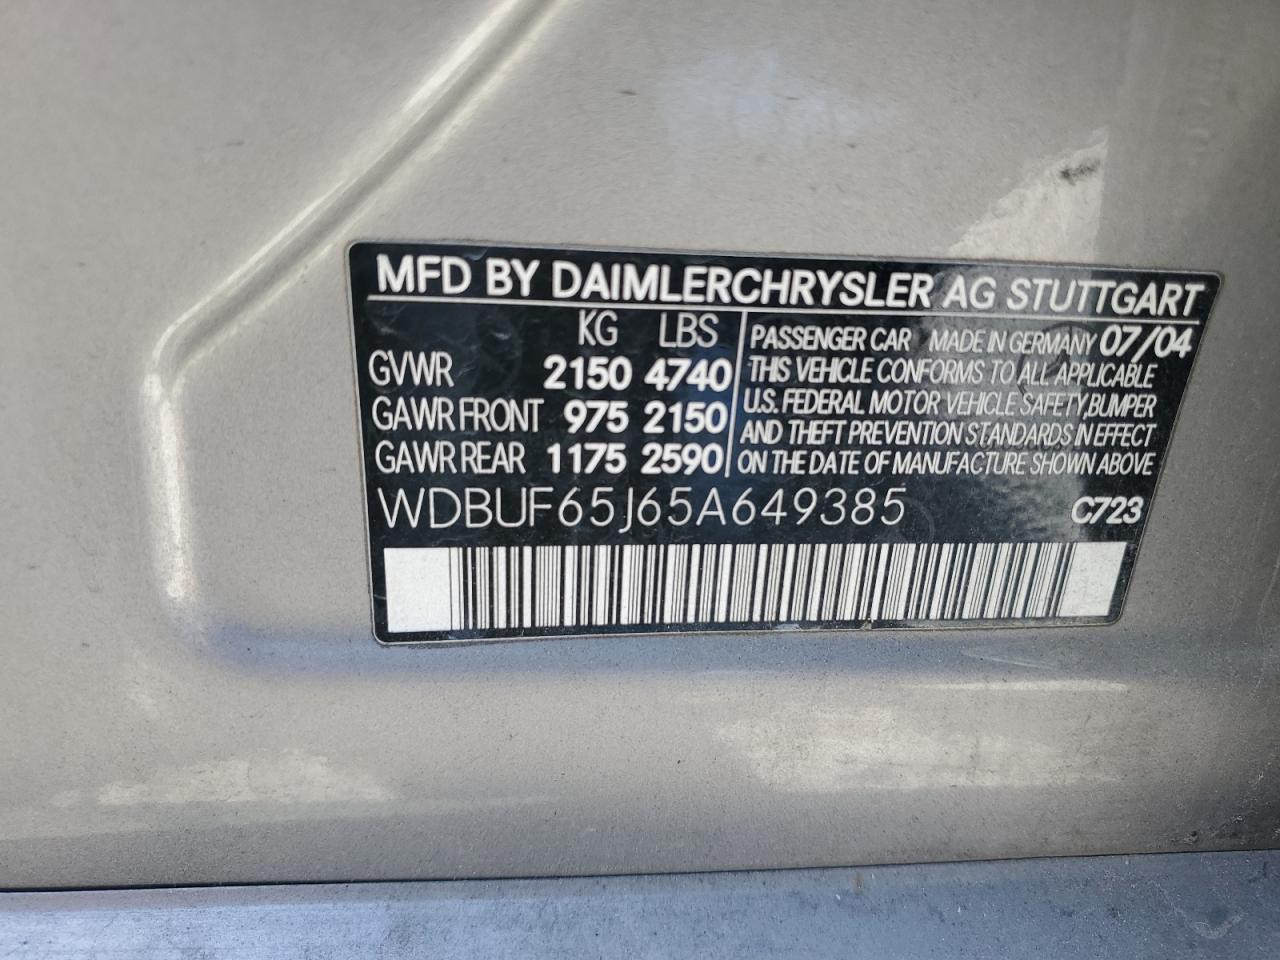 MFD BY DAIMLERCHRYSLER AG STUTTGART
KG LBS
GVWR 2150 4740
GAWR FRONT 975 2150
GAWR REAR 1175 2590
PASSENGER CAR MADE IN GERMANY 07/04
THIS VEHICLE CONFORMS TO ALL APPLICABLE
U.S. FEDERAL MOTOR VEHICLE SAFETY, BUMPER
AND THEFT PREVENTION STANDARDS IN EFFECT
ON THE DATE OF MANUFACTURE SHOWN ABOVE
WDBUF65J65A649385 C723